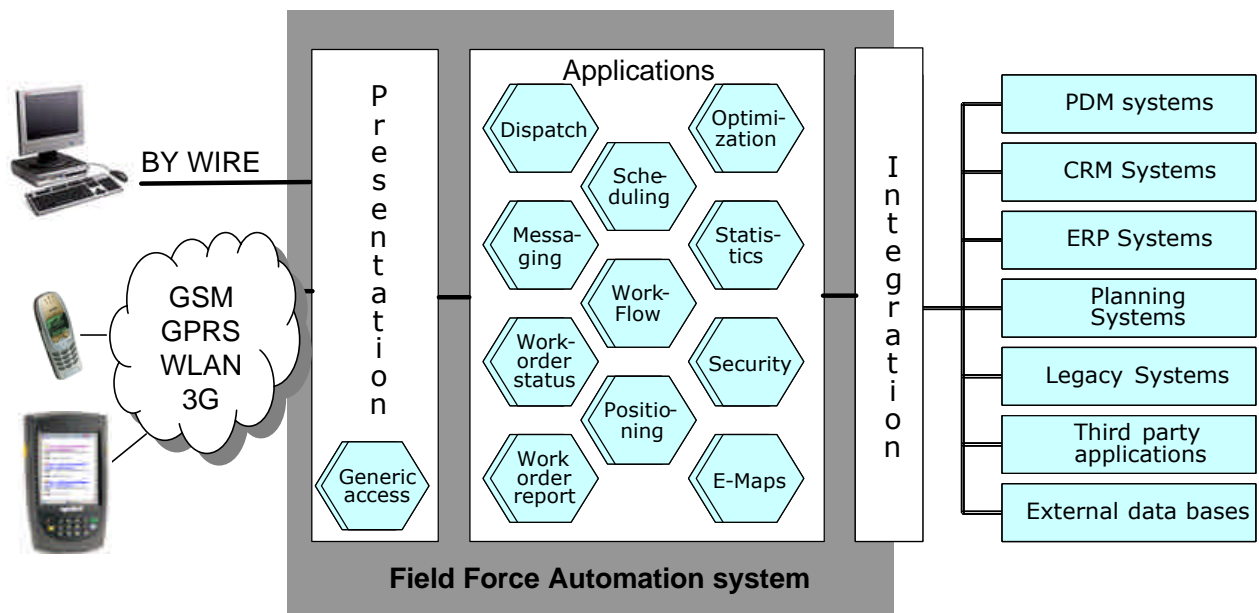 BY WIRE
GSM
GPRS
WLAN
3G
Presentation
Generic
access
Applications
Dispatch
Optimi-
zation
Sche-
duling
Messa-
ging
Statis-
tics
Work-
Flow
Work-
order
status
Security
Positio-
ning
Work
order
report
E-Maps
Integration
PDM systems
CRM Systems
ERP Systems
Planning
Systems
Legacy Systems
Third party
applications
External data bases
Field Force Automation system